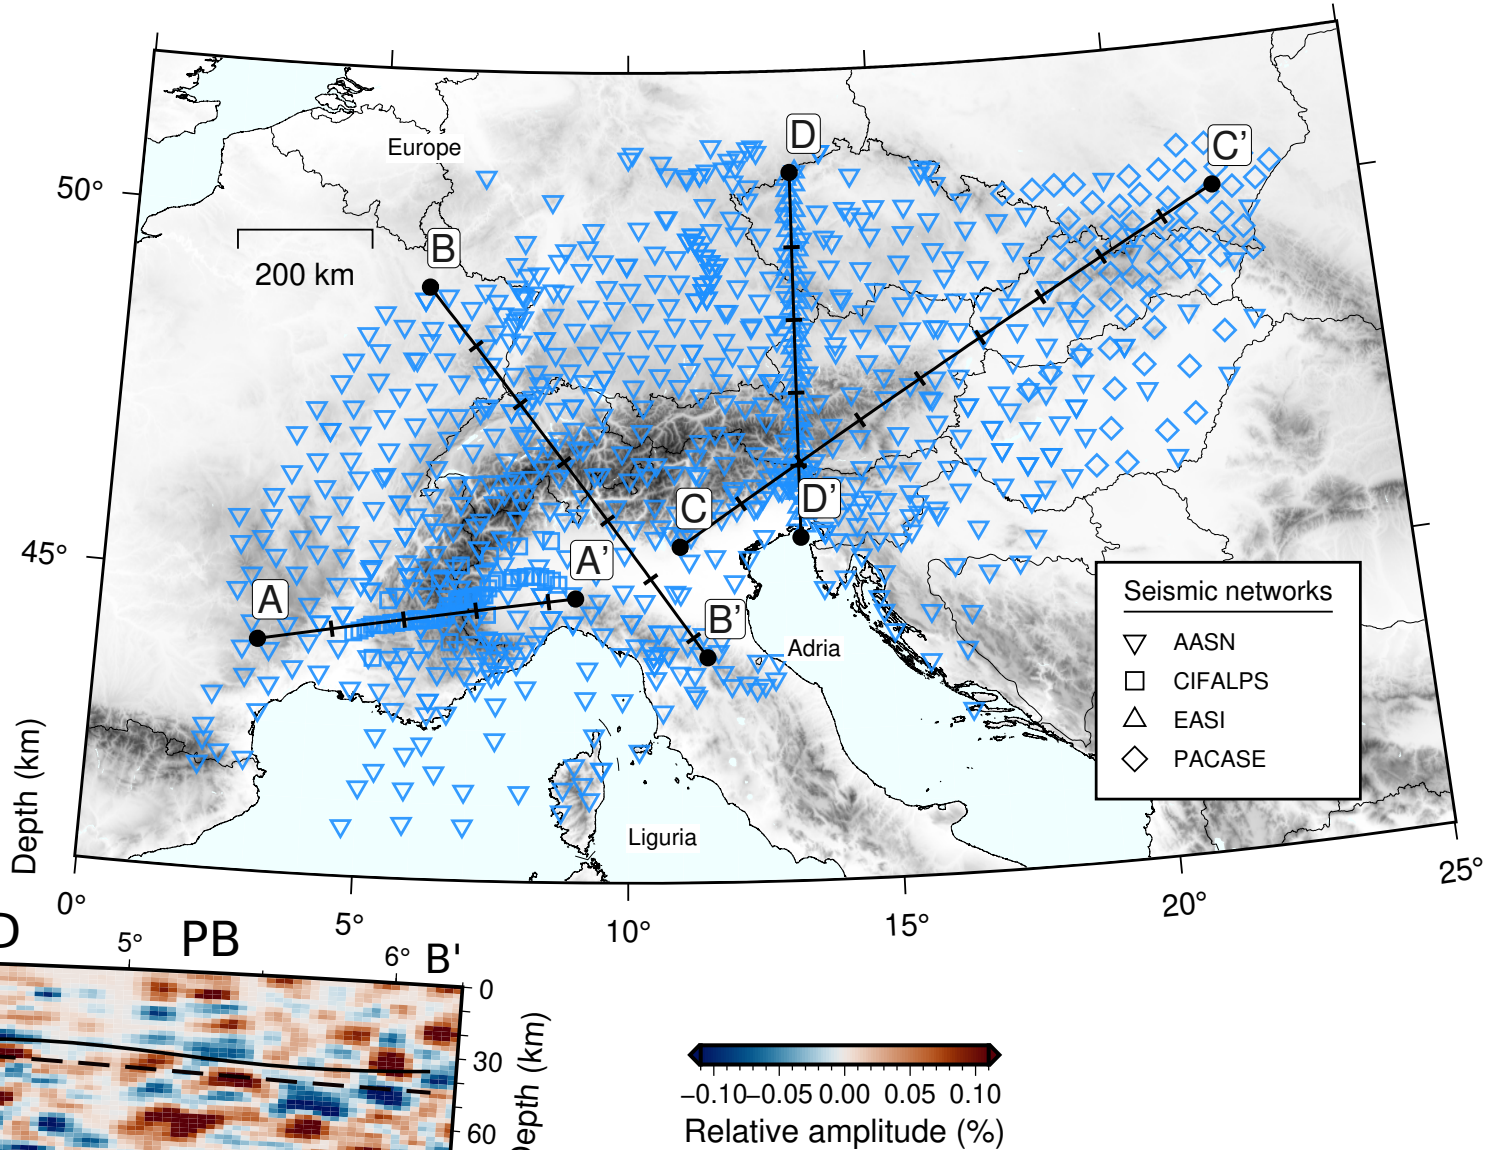 D
C'
Europe
50°
B
200 km
C
D'
45°
A'
A
B'
Adria
Seismic networks
AASN
CIFALPS
EASI
PACASE
Depth (km)
Liguria
0°
5°
10°
15°
20°
25°
D
5°
PB
6°
B'
0
30
60
Depth (km)
−0.10
−0.05
0.00
0.05
0.10
Relative amplitude (%)